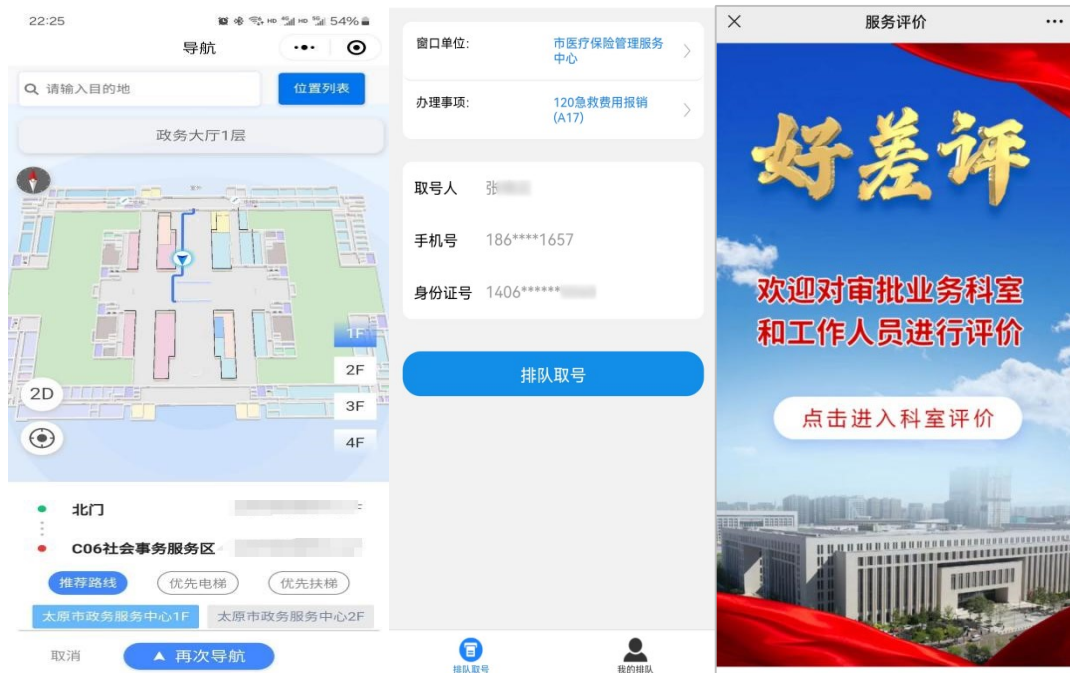 22:25
HD 4G HD 5G 54%
导航
请输入目的地
位置列表
政务大厅1层
1F
2F
3F
4F
2D
北门
C06社会事务服务区
推荐路线
优先电梯
优先扶梯
太原市政务服务中心1F
太原市政务服务中心2F
取消
再次导航
窗口单位:
市医疗保险管理服务
中心
办理事项:
120急救费用报销
(A17)
取号人 张
手机号 186****1657
身份证号 1406******
排队取号
排队取号
我的排队
服务评价
好差评
欢迎对审批业务科室
和工作人员进行评价
点击进入科室评价